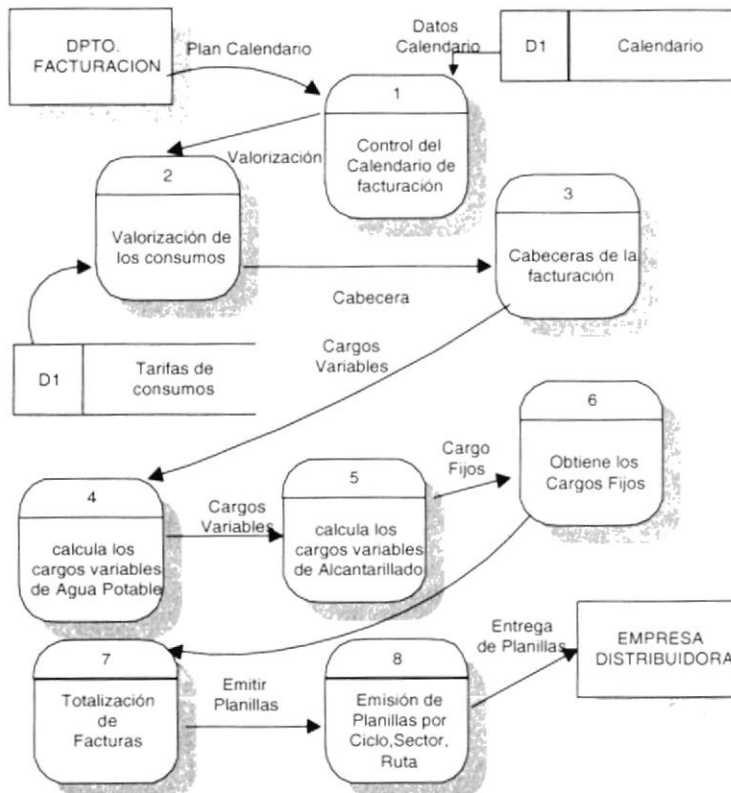 DPTO.
FACTURACION
Plan Calendario
Datos
Calendario
D1
Calendario
1
Control del
Calendario de
facturación
Valorización
2
Valorización de
los consumos
3
Cabeceras de la
facturación
Cabecera
D1
Tarifas de
consumos
Cargos
Variables
4
calcula los
cargos variables
de Agua Potable
Cargos
Variables
5
calcula los
cargos variables
de Alcantarillado
Cargo
Fijos
6
Obtiene los
Cargos Fijos
7
Totalización
de
Facturas
Emitir
Planillas
8
Emisión de
Planillas por
Ciclo,Sector,
Ruta
Entrega
de Planillas
EMPRESA
DISTRIBUIDORA